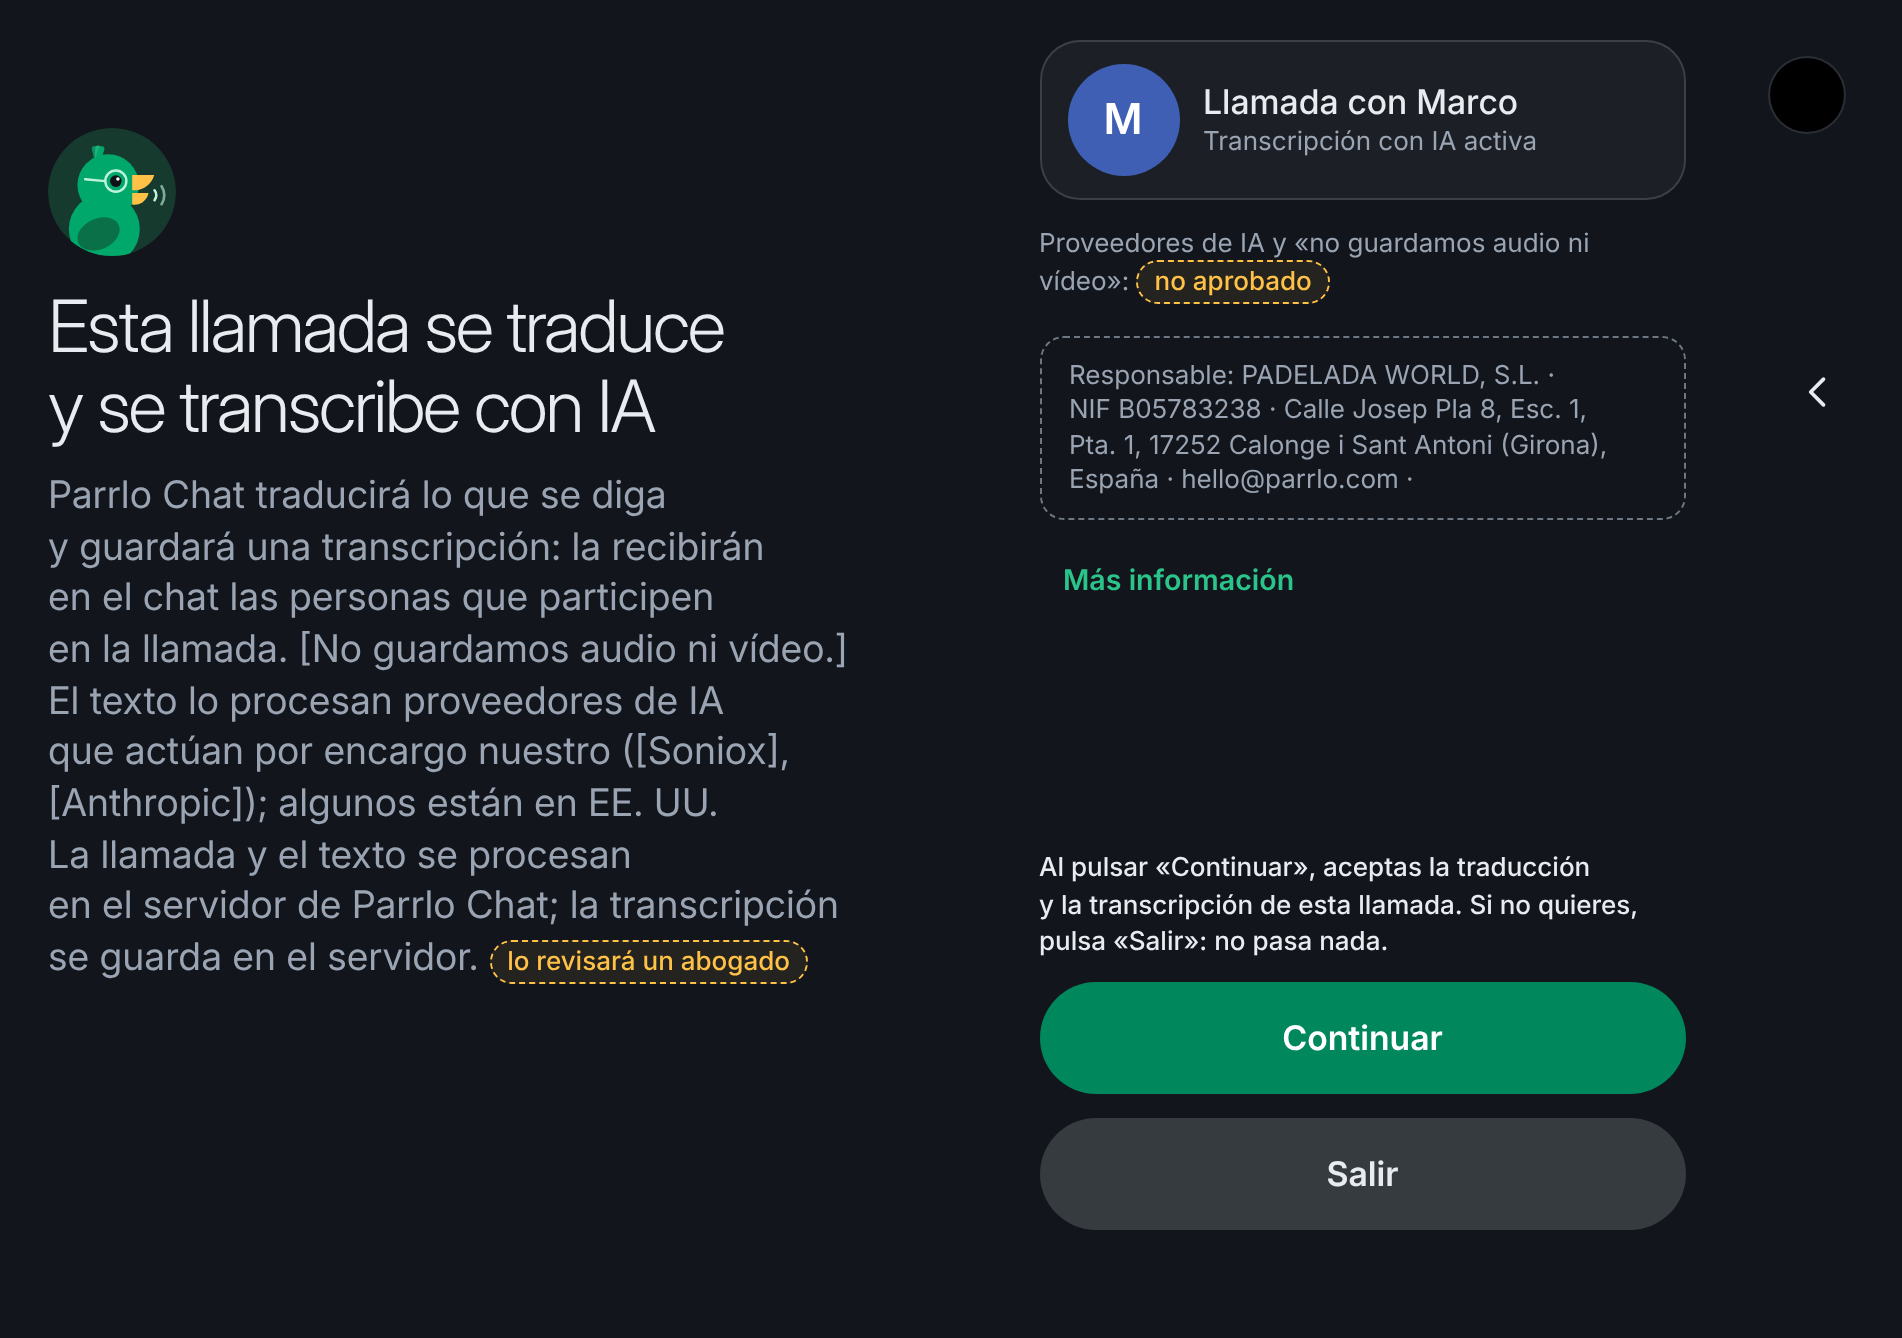 Esta llamada se traduce
y se transcribe con IA
Parrlo Chat traducirá lo que se diga
y guardará una transcripción: la recibirán
en el chat las personas que participen
en la llamada. [No guardamos audio ni vídeo.]
El texto lo procesan proveedores de IA
que actúan por encargo nuestro ([Soniox],
[Anthropic]); algunos están en EE. UU.
La llamada y el texto se procesan
en el servidor de Parrlo Chat; la transcripción
se guarda en el servidor. lo revisará un abogado
M
Llamada con Marco
Transcripción con IA activa
Proveedores de IA y «no guardamos audio ni
vídeo»: no aprobado
Responsable: PADELADA WORLD, S.L. ·
NIF B05783238 · Calle Josep Pla 8, Esc. 1,
Pta. 1, 17252 Calonge i Sant Antoni (Girona),
España · hello@parrlo.com ·
Más información
Al pulsar «Continuar», aceptas la traducción
y la transcripción de esta llamada. Si no quieres,
pulsa «Salir»: no pasa nada.
Continuar
Salir